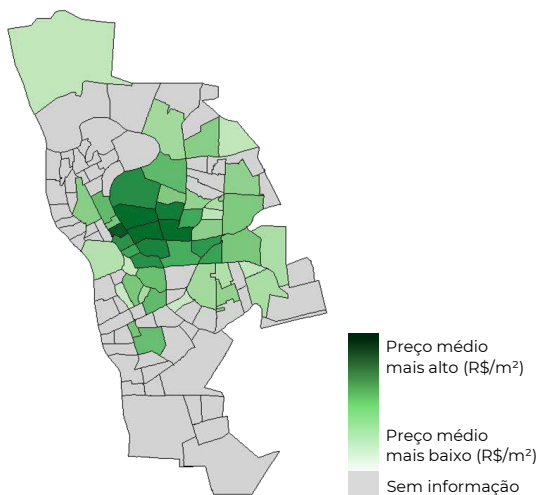 Preço médio
mais alto (R$/m²)
Preço médio
mais baixo (R$/m²)
Sem informação